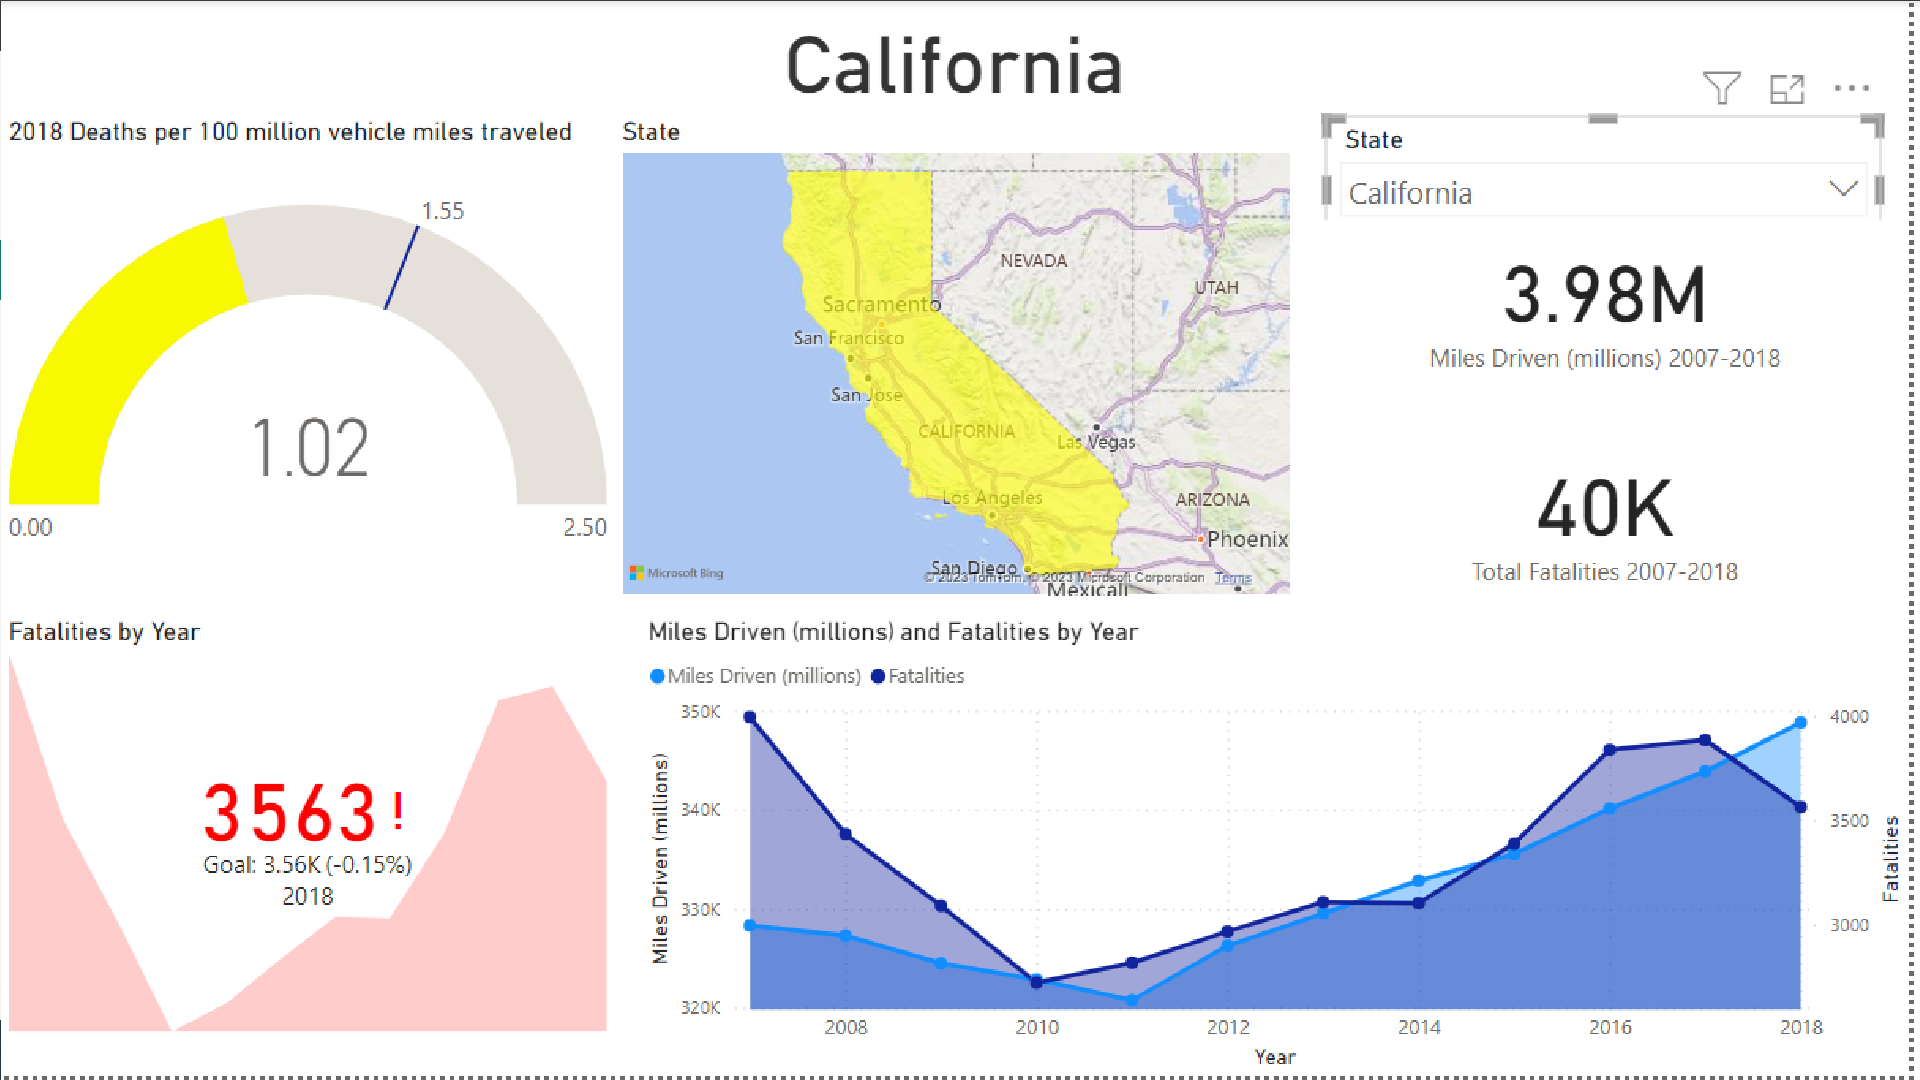 California
2018 Deaths per 100 million vehicle miles traveled
1.55
1.02
0.00
2.50
State
NEVADA
UTAH
Sacramento
San Francisco
San Jose
CALIFORNIA
Las Vegas
Los Angeles
ARIZONA
Phoenix
San Diego
Mexicali
Microsoft Bing
© 2023 TomTom, © 2023 Microsoft Corporation Terms
State
California
3.98M
Miles Driven (millions) 2007-2018
40K
Total Fatalities 2007-2018
Fatalities by Year
3563!
Goal: 3.56K (-0.15%)
2018
Miles Driven (millions) and Fatalities by Year
Miles Driven (millions) Fatalities
Miles Driven (millions)
350K
340K
330K
320K
4000
3500
3000
Fatalities
2008 2010 2012 2014 2016 2018
Year